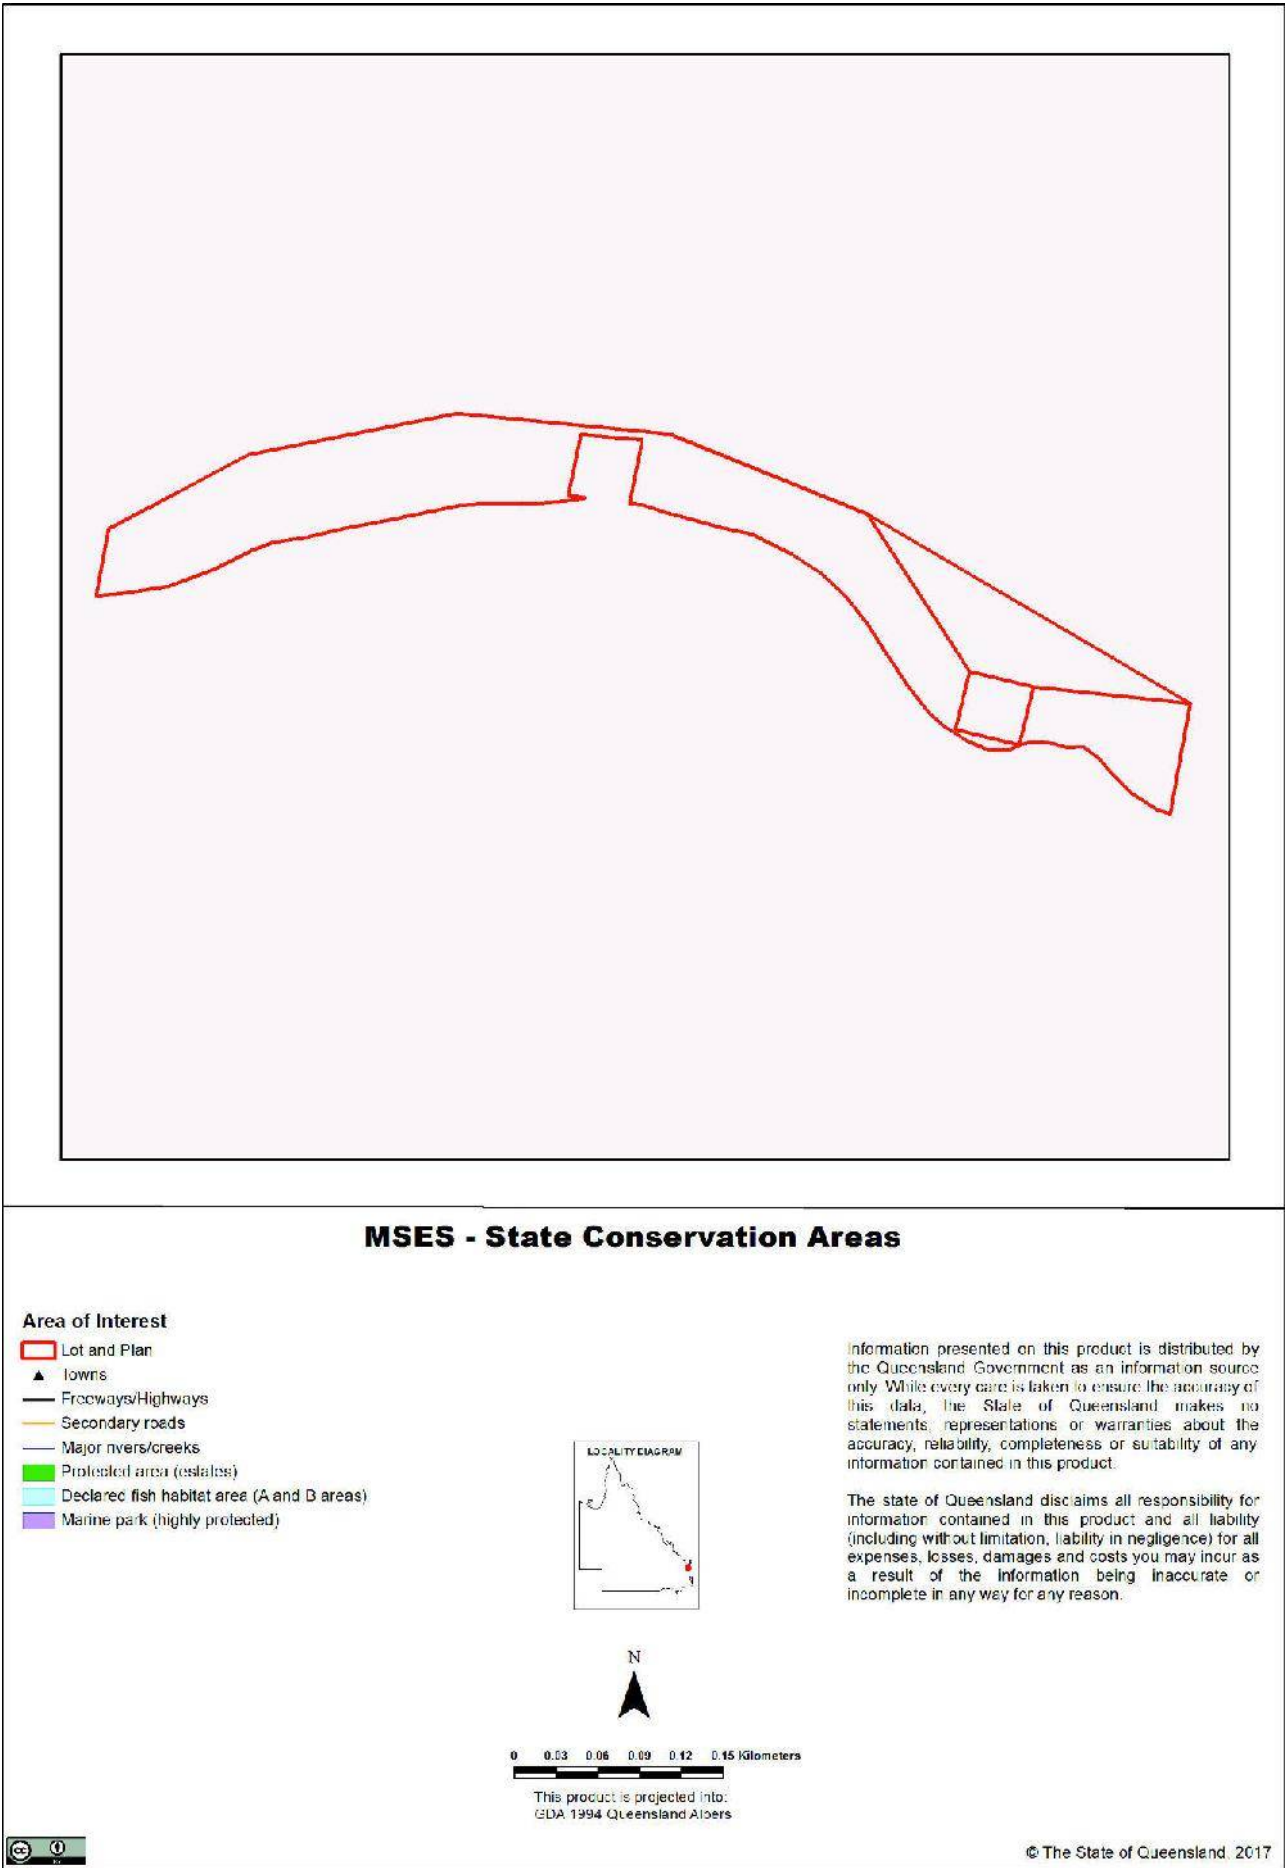 MSES - State Conservation Areas
Area of Interest
Lot and Plan
Towns
Freeways/Highways
Secondary roads
Major rivers/creeks
Protected area (estates)
Declared fish habitat area (A and B areas)
Marine park (highly protected)
LOCALITY DIAGRAM
N
0 0.03 0.06 0.09 0.12 0.15 Kilometers
This product is projected into:
GDA 1994 Queensland Albers
Information presented on this product is distributed by
the Queensland Government as an information source
only. While every care is taken to ensure the accuracy of
this data, the State of Queensland makes no
statements, representations or warranties about the
accuracy, reliability, completeness or suitability of any
information contained in this product.
The state of Queensland disclaims all responsibility for
information contained in this product and all liability
(including without limitation, liability in negligence) for all
expenses, losses, damages and costs you may incur as
a result of the information being inaccurate or
incomplete in any way for any reason.
cc
© The State of Queensland, 2017